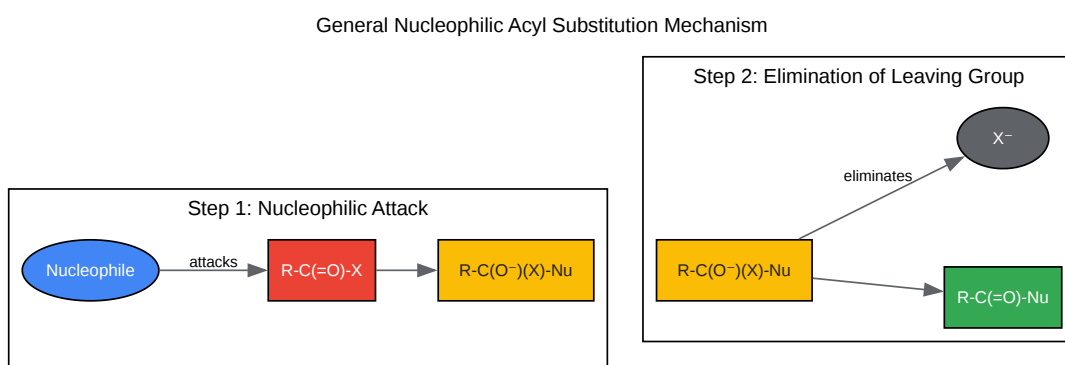 General Nucleophilic Acyl Substitution Mechanism
Step 1: Nucleophilic Attack
Nucleophile
attacks
R-C(=O)-X
R-C(O⁻)(X)-Nu
Step 2: Elimination of Leaving Group
X⁻
eliminates
R-C(O⁻)(X)-Nu
R-C(=O)-Nu